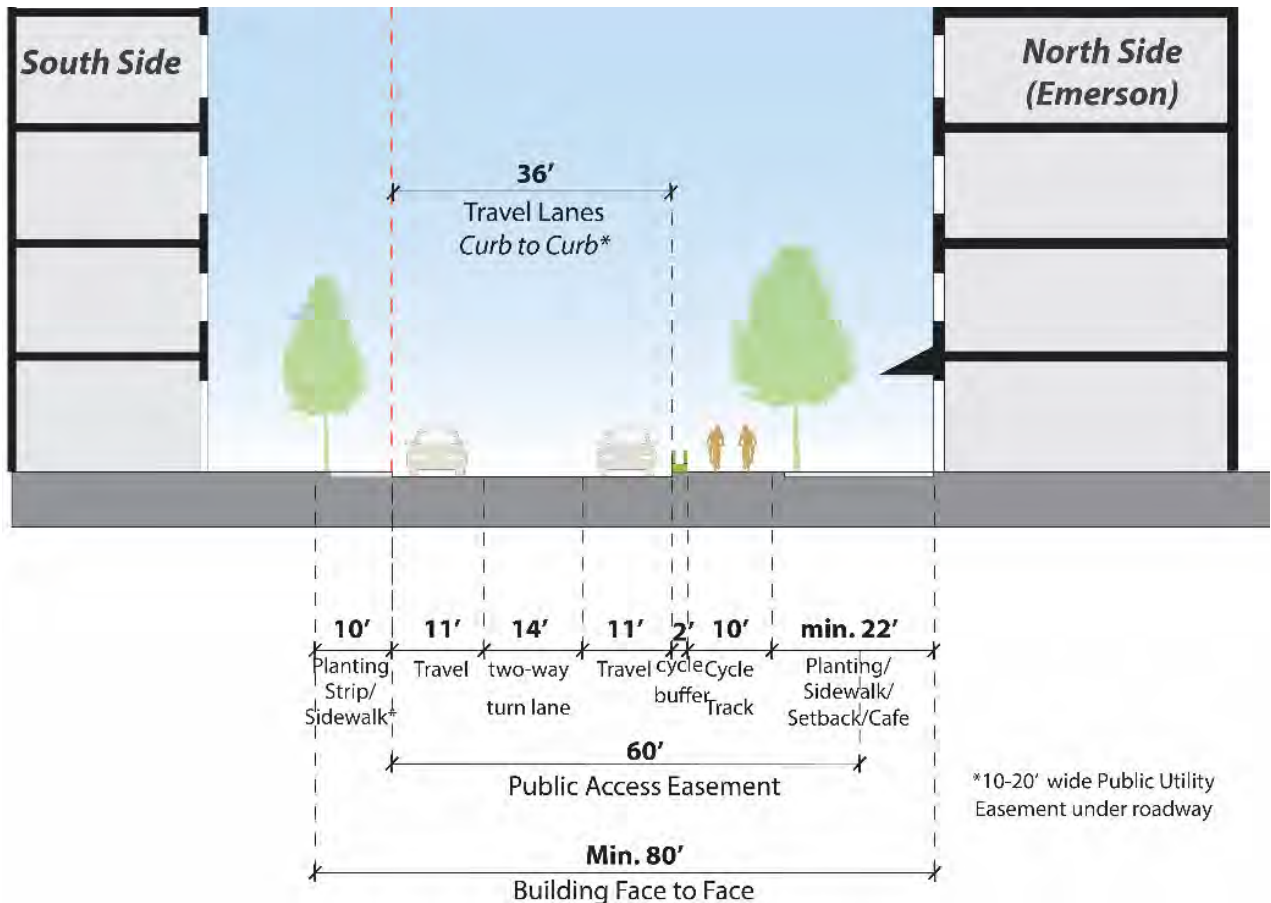 South Side
North Side
(Emerson)
36’
Travel Lanes
Curb to Curb*
10’
11’
14’
11’
2’
10’
min. 22’
Planting
Strip/
Sidewalk*
Travel
two-way
turn lane
Travel
cycle
buffer
Cycle
Track
Planting/
Sidewalk/
Setback/Cafe
60’
Public Access Easement
*10-20’ wide Public Utility
Easement under roadway
Min. 80’
Building Face to Face